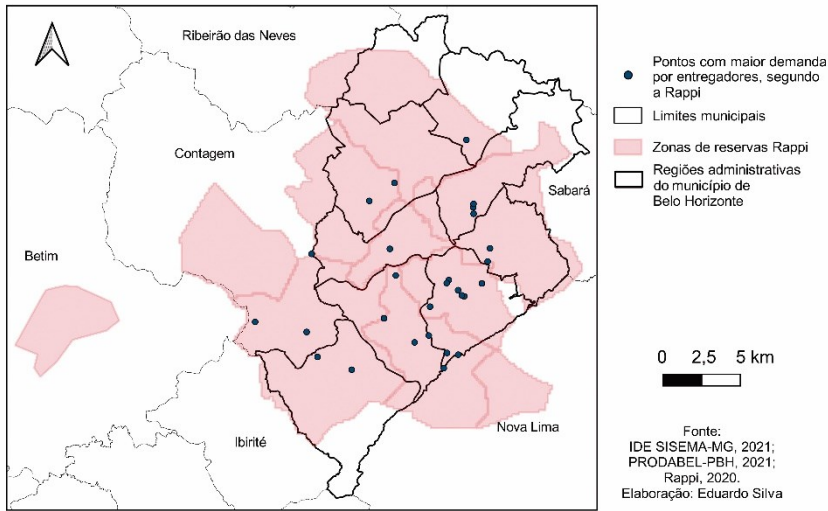 Ribeirão das Neves
Contagem
Sabará
Betim
Ibirité
Nova Lima
Pontos com maior demanda
por entregadores, segundo
a Rappi
Limites municipais
Zonas de reservas Rappi
Regiões administrativas
do município de
Belo Horizonte
0 2,5 5 km
Fonte:
IDE SISEMA-MG, 2021;
PRODABEL-PBH, 2021;
Rappi, 2020.
Elaboração: Eduardo Silva